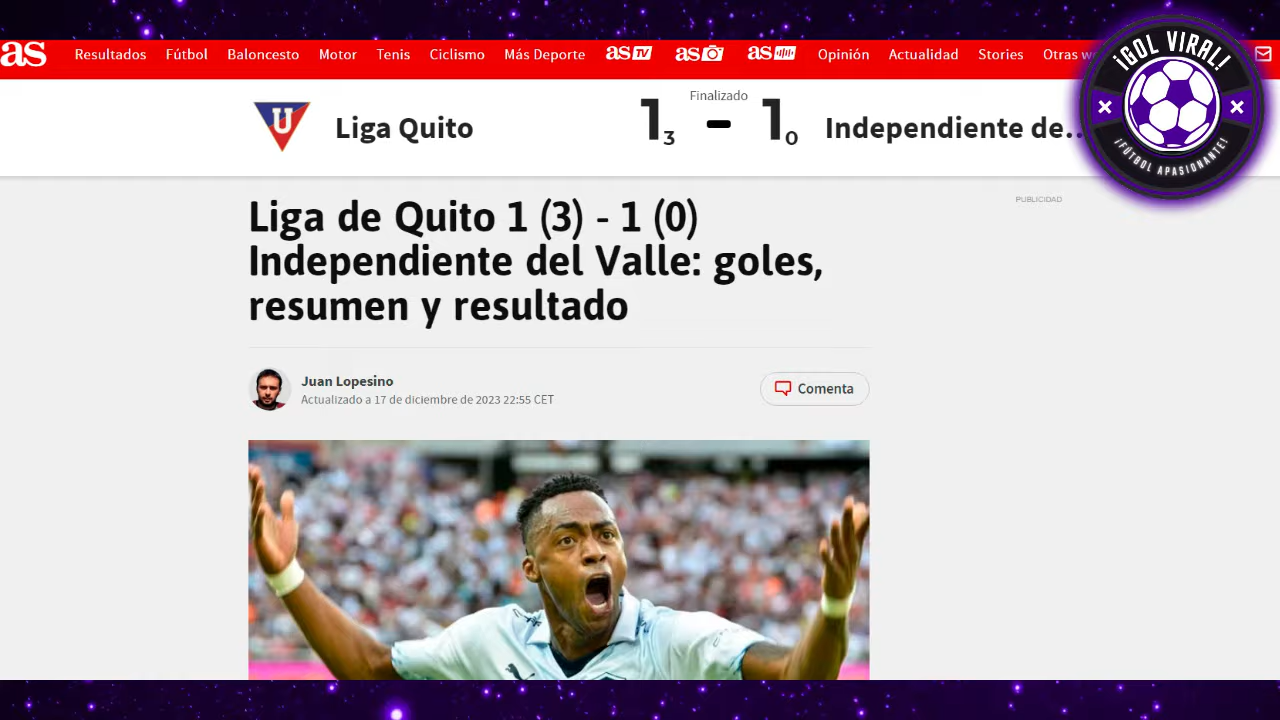 as
Resultados Fútbol Baloncesto Motor Tenis Ciclismo Más Deporte as TV as as Opinión Actualidad Stories Otras
¡GOL VIRAL!
¡FÚTBOL APASIONANTE!
Finalizado
U
Liga Quito 1 3 - 1 0 Independiente de...
PUBLICIDAD
Liga de Quito 1 (3) - 1 (0)
Independiente del Valle: goles,
resumen y resultado
Juan Lopesino
Actualizado a 17 de diciembre de 2023 22:55 CET
Comenta